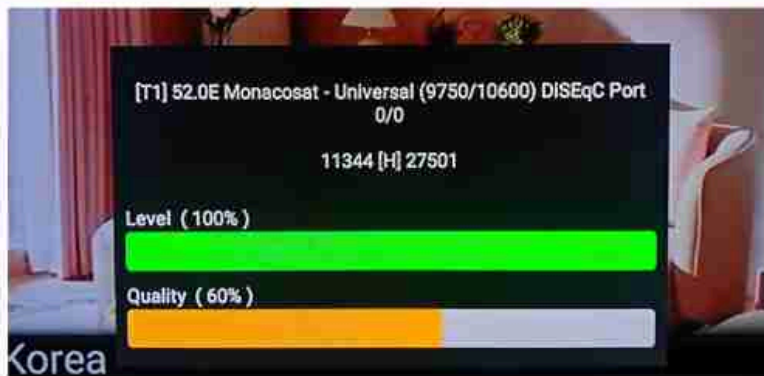 [T1] 52.0E Monacosat - Universal (9750/10600) DiSEqC Port
0/0
11344 [H] 27501
Level ( 100% )
Quality ( 60% )
Korea